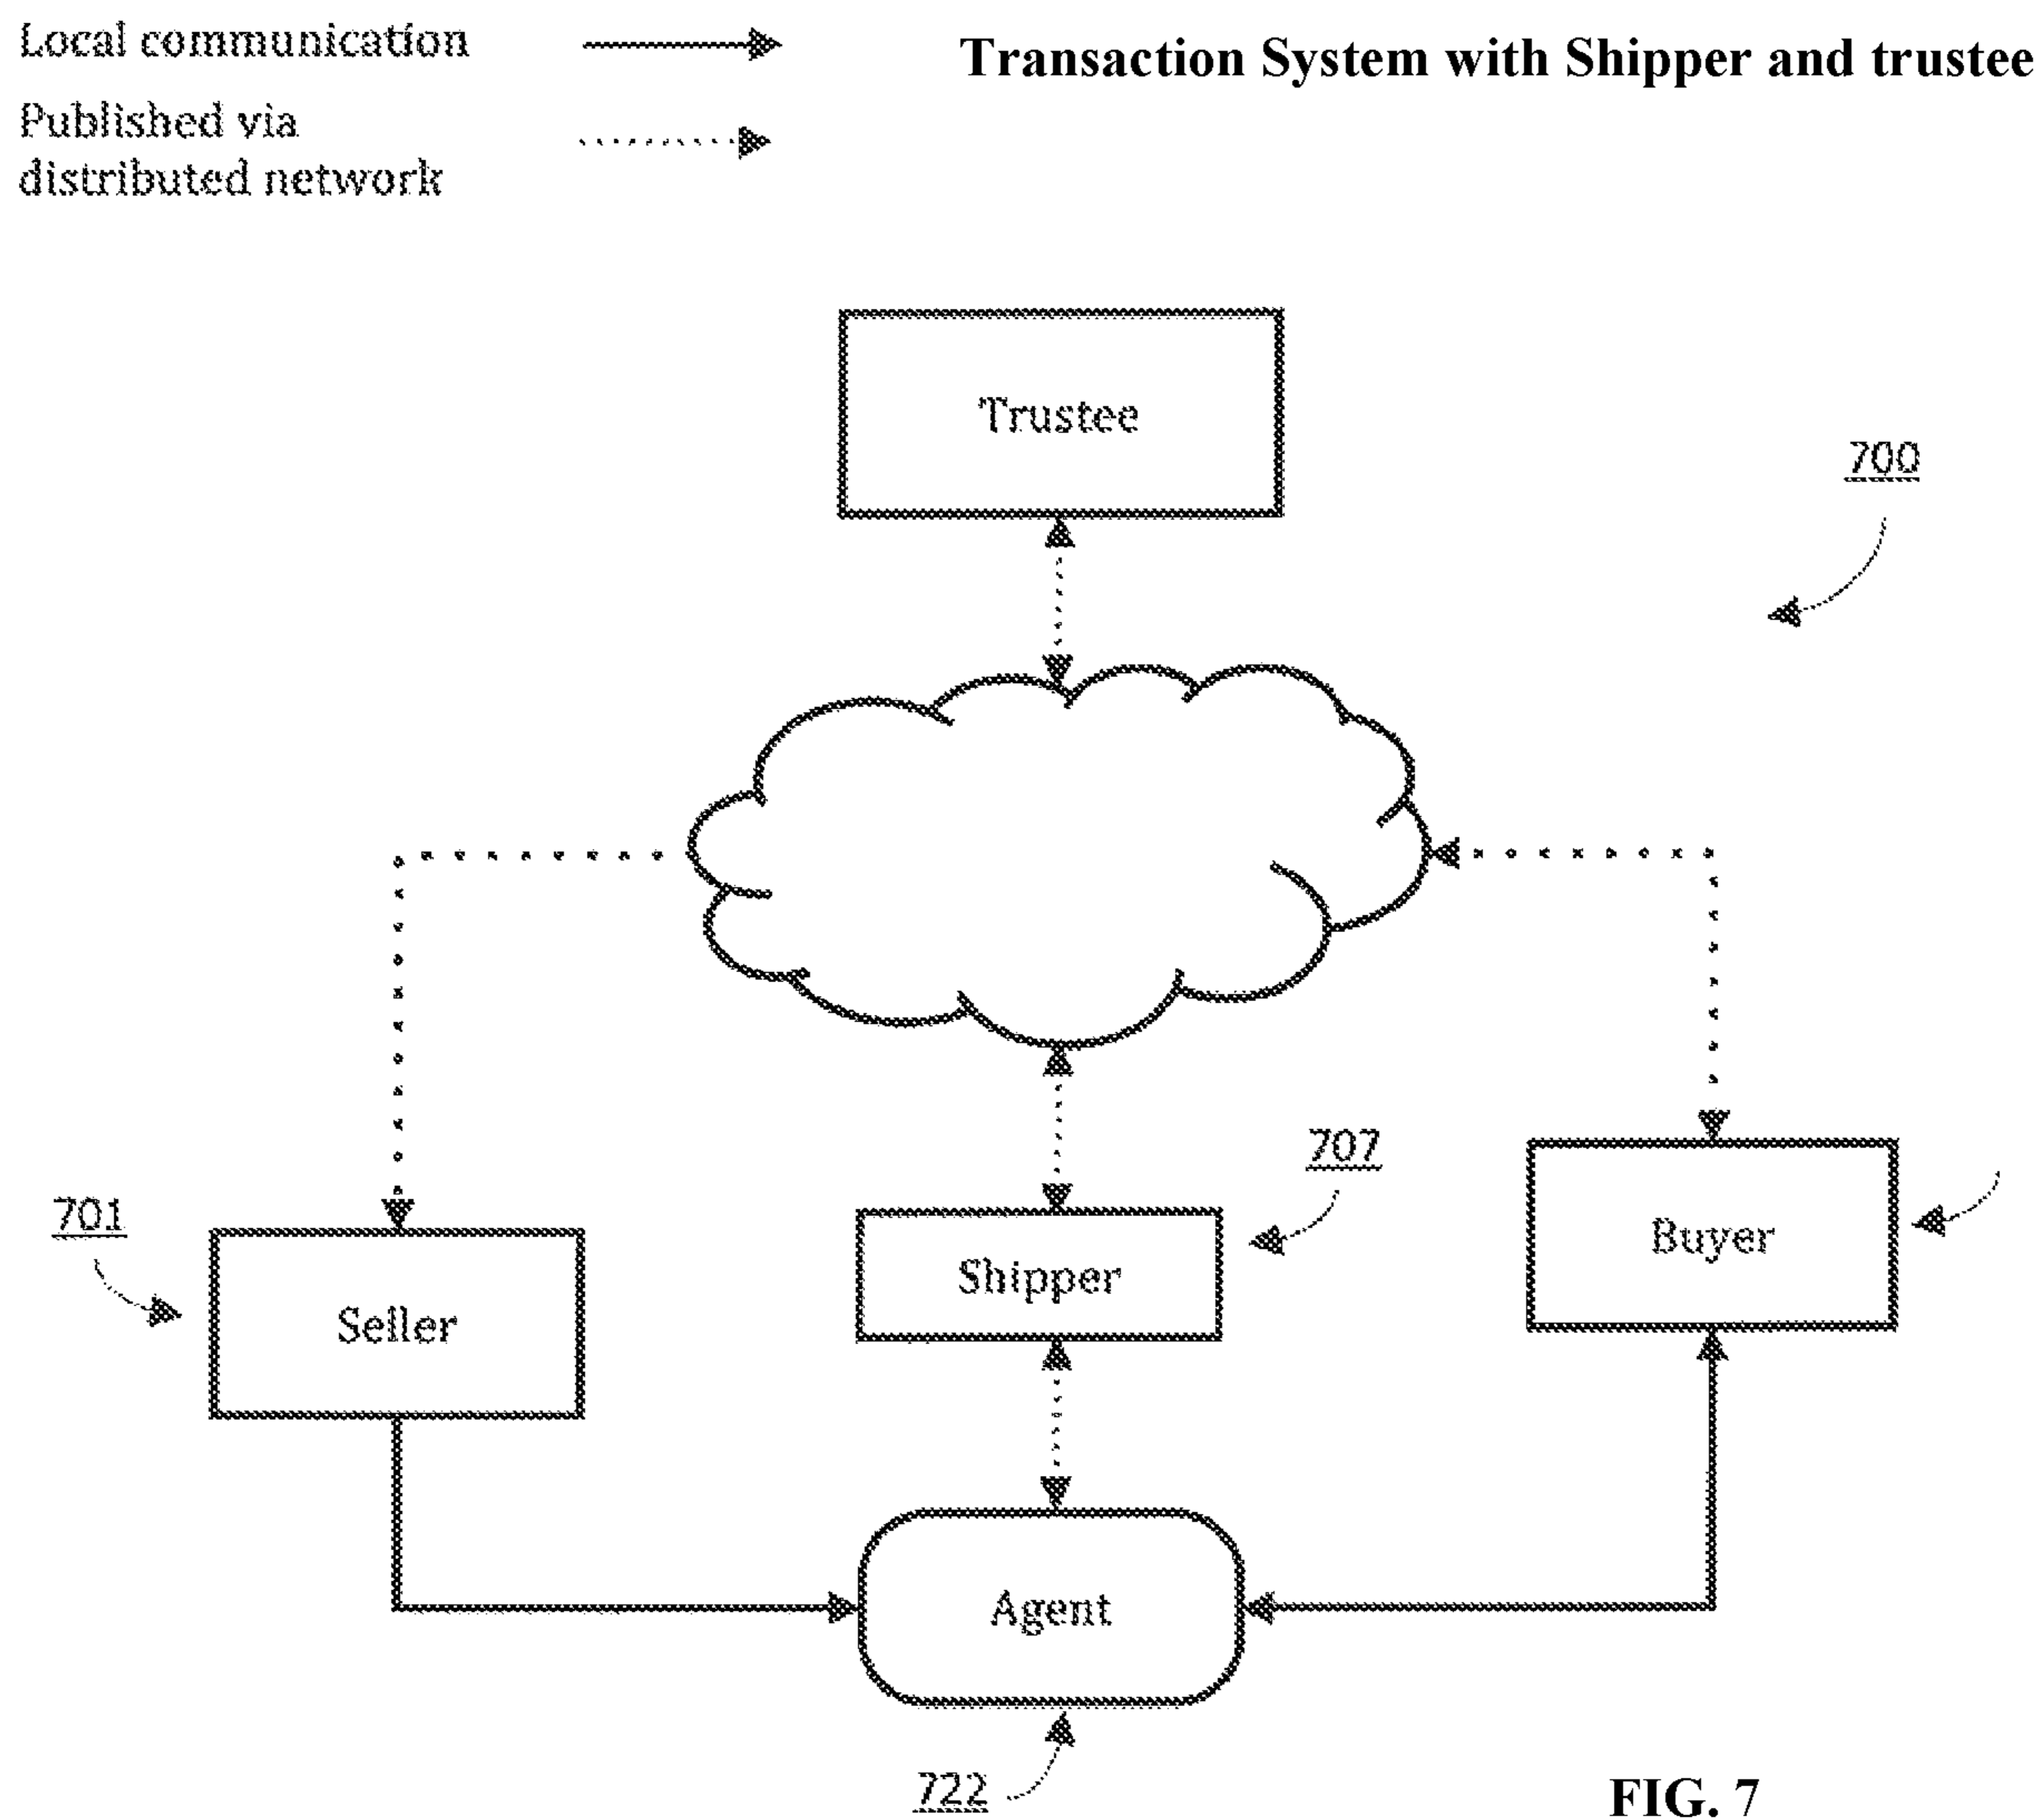 Local communication
Transaction System with Shipper and trustee
Published via
distributed network
Trustee
700
707
701
Buyer
Shipper
Seller
Agent
722
FIG. 7